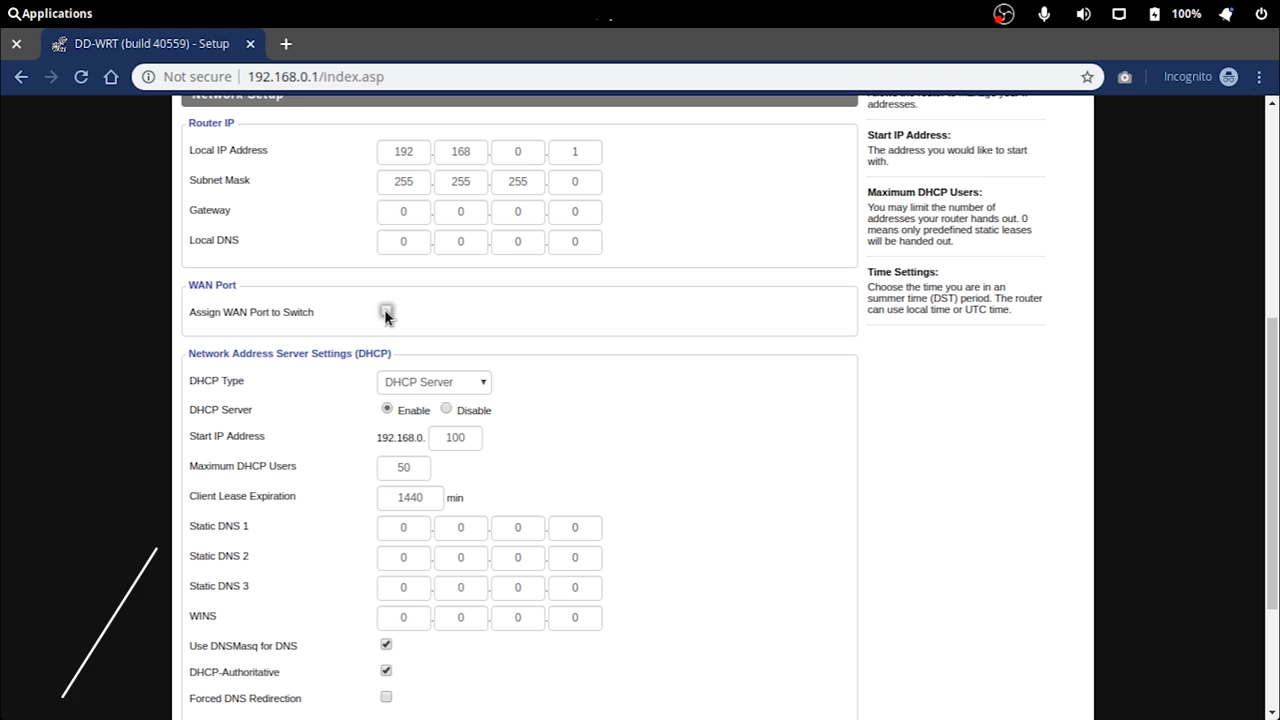 Applications
100%
DD-WRT (build 40559) - Setup
Not secure | 192.168.0.1/index.asp
Incognito
Network Setup
Router IP
Local IP Address 192 . 168 . 0 . 1
Subnet Mask 255 . 255 . 255 . 0
Gateway 0 . 0 . 0 . 0
Local DNS 0 . 0 . 0 . 0
WAN Port
Assign WAN Port to Switch
Network Address Server Settings (DHCP)
DHCP Type DHCP Server
DHCP Server Enable Disable
Start IP Address 192.168.0. 100
Maximum DHCP Users 50
Client Lease Expiration 1440 min
Static DNS 1 0 . 0 . 0 . 0
Static DNS 2 0 . 0 . 0 . 0
Static DNS 3 0 . 0 . 0 . 0
WINS 0 . 0 . 0 . 0
Use DNSMasq for DNS
DHCP-Authoritative
Forced DNS Redirection
addresses.
Start IP Address:
The address you would like to start
with.
Maximum DHCP Users:
You may limit the number of
addresses your router hands out. 0
means only predefined static leases
will be handed out.
Time Settings:
Choose the time you are in an
summer time (DST) period. The router
can use local time or UTC time.